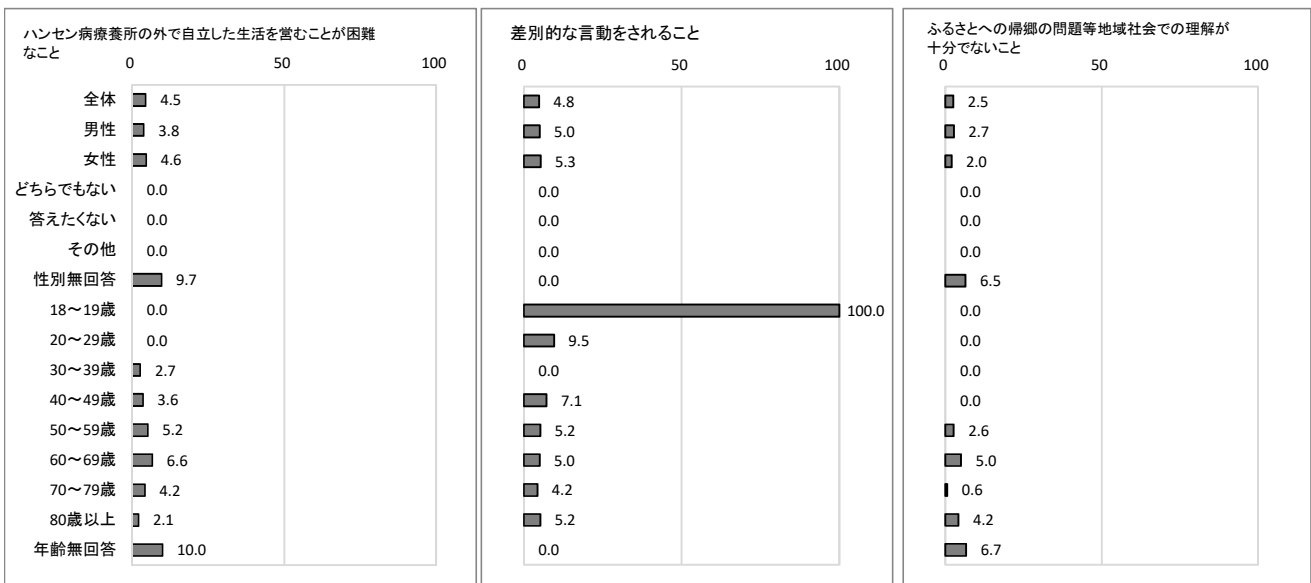 ハンセン病療養所の外で自立した生活を営むことが困難
なこと
0 50 100
全体 4.5
男性 3.8
女性 4.6
どちらでもない 0.0
答えたくない 0.0
その他 0.0
性別無回答 9.7
18～19歳 0.0
20～29歳 0.0
30～39歳 2.7
40～49歳 3.6
50～59歳 5.2
60～69歳 6.6
70～79歳 4.2
80歳以上 2.1
年齢無回答 10.0
差別的な言動をされること
0 50 100
4.8
5.0
5.3
0.0
0.0
0.0
0.0
100.0
9.5
0.0
7.1
5.2
5.0
4.2
5.2
0.0
ふるさとへの帰郷の問題等地域社会での理解が
十分でないこと
0 50 100
2.5
2.7
2.0
0.0
0.0
0.0
6.5
0.0
0.0
0.0
0.0
2.6
5.0
0.6
4.2
6.7